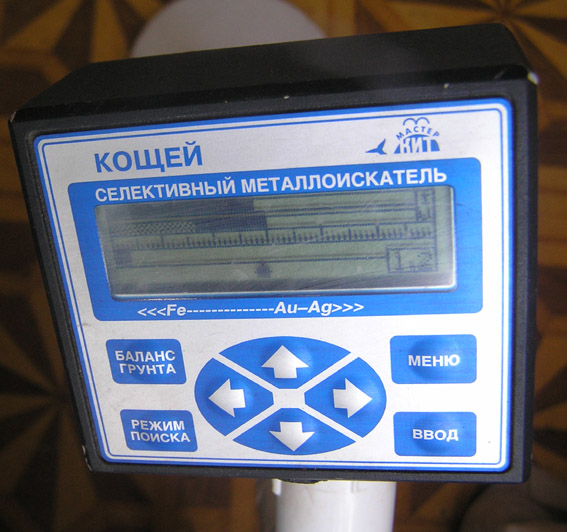 КОЩЕЙ
МАСТЕР
КИТ
СЕЛЕКТИВНЫЙ МЕТАЛЛОИСКАТЕЛЬ
<<<Fe--------------Au–Ag>>>
БАЛАНС
ГРУНТА
МЕНЮ
РЕЖИМ
ПОИСКА
ВВОД